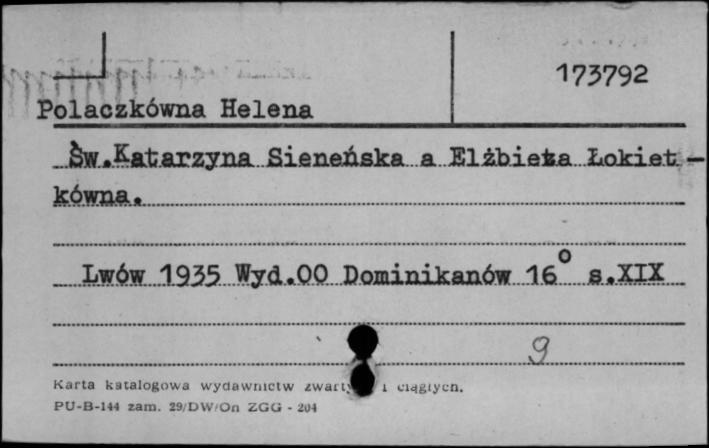 173792
Polaczkówna Helena
Św.Katarzyna Sieneńska a Elżbieta Łokiet-
kówna.
Lwów 1935 Wyd.OO Dominikanów 16° s.XIX
9
Karta katalogowa wydawnictw i ciągłych.
PU-B-144 zam. 29/DW/On ZGG - 204